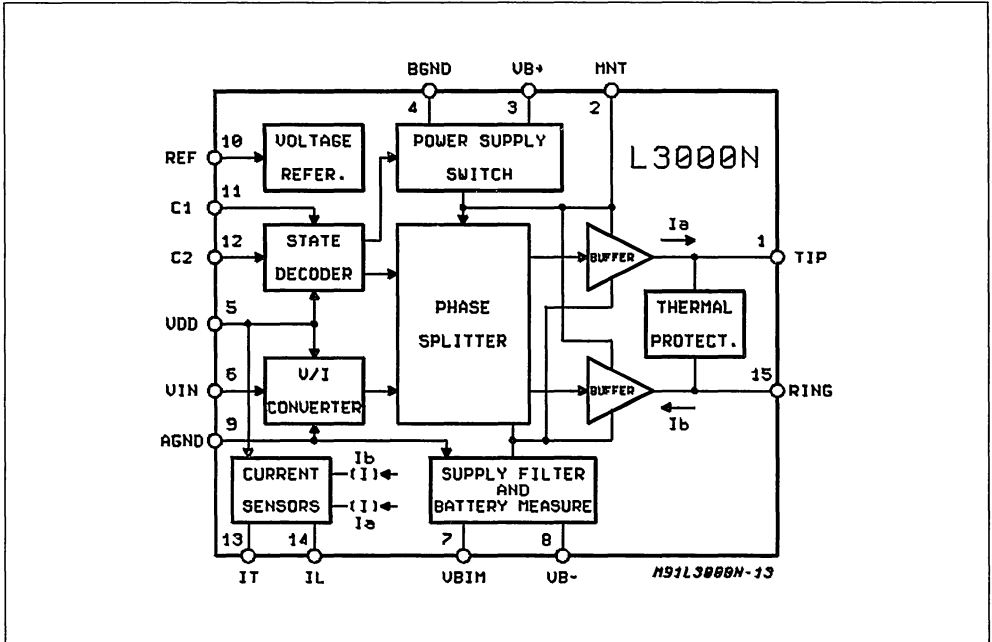 BGND VB+ MNT
4 3 2
10
REF
VOLTAGE
REFER.
POWER SUPPLY
SWITCH
L3000N
11
C1
12
C2
STATE
DECODER
BUFFER
Ia
1
TIP
5
VDD
PHASE
SPLITTER
THERMAL
PROTECT.
6
VIN
V/I
CONVERTER
BUFFER
15
RING
Ib
9
AGND
CURRENT
SENSORS
Ib
(I)
(I)
Ia
SUPPLY FILTER
AND
BATTERY MEASURE
13 14 7 8
IT IL VBIM VB-
M91L3000N-13